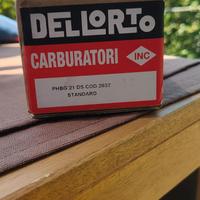 DELLORTO
CARBURATORI
INC
PHBG 21 DS COD 2637
STANDARD